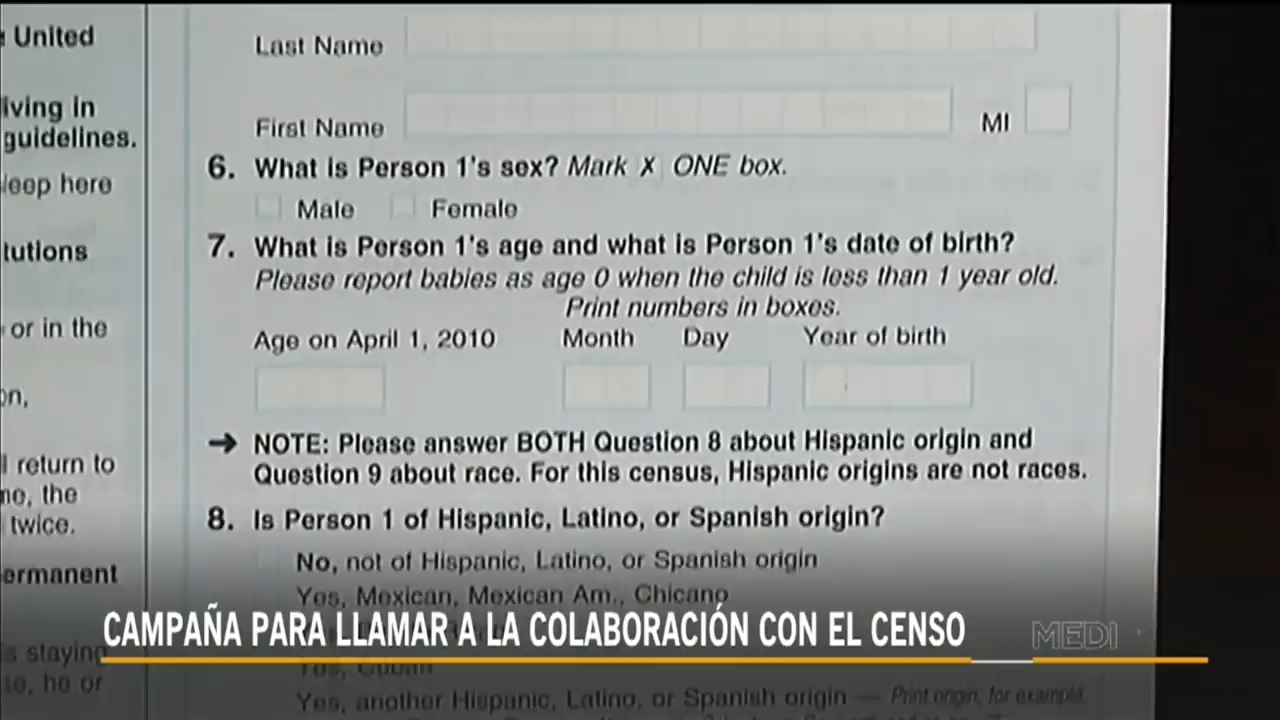 United
iving in
guidelines.
leep here
tutions
or in the
on,
return to
me, the
twice.
ermanent
s staying
se, he or
Last Name
First Name MI
6. What is Person 1's sex? Mark X ONE box.
Male Female
7. What is Person 1's age and what is Person 1's date of birth?
Please report babies as age 0 when the child is less than 1 year old.
Print numbers in boxes.
Age on April 1, 2010 Month Day Year of birth
→ NOTE: Please answer BOTH Question 8 about Hispanic origin and
Question 9 about race. For this census, Hispanic origins are not races.
8. Is Person 1 of Hispanic, Latino, or Spanish origin?
No, not of Hispanic, Latino, or Spanish origin
Yes, Mexican, Mexican Am., Chicano
Yes, Cuban
Yes, another Hispanic, Latino, or Spanish origin — Print origin, for example,
CAMPAÑA PARA LLAMAR A LA COLABORACIÓN CON EL CENSO
MEDI